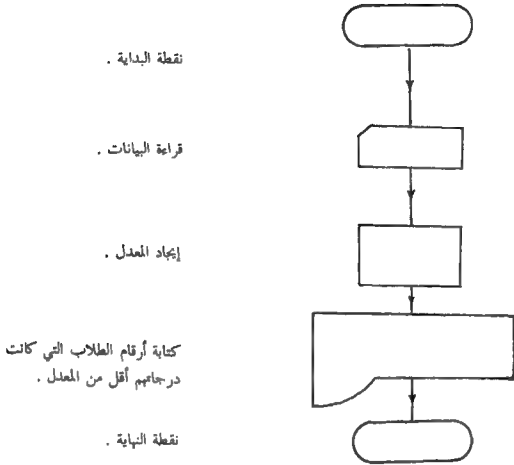 نقطة البداية .
قراءة البيانات .
إيجاد المعدل .
كتابة أرقام الطلاب التي كانت
درجاتهم أقل من المعدل .
نقطة النهاية .